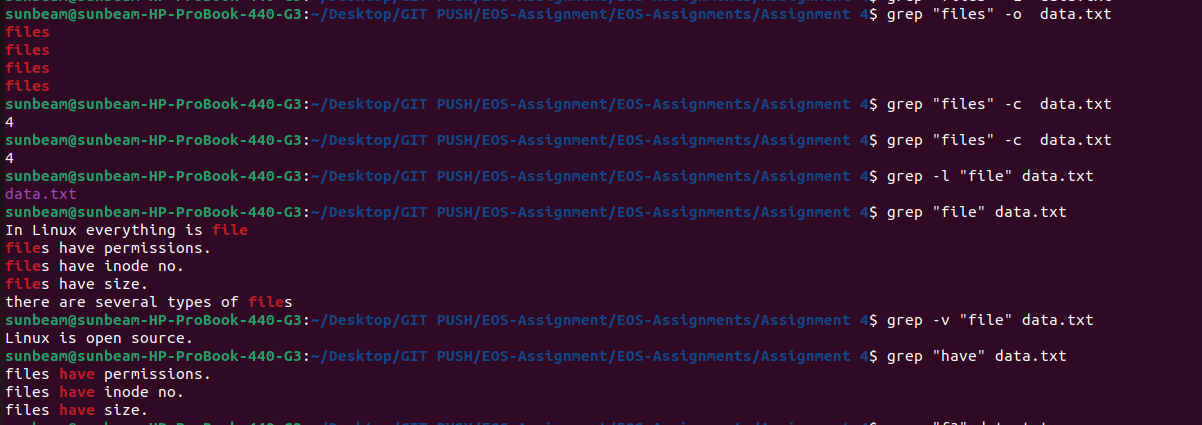 sunbeam@sunbeam-HP-ProBook-440-G3:~/Desktop/GIT PUSH/EOS-Assignment/EOS-Assignments/Assignment 4$ grep "files" -o  data.txt
files
files
files
files
sunbeam@sunbeam-HP-ProBook-440-G3:~/Desktop/GIT PUSH/EOS-Assignment/EOS-Assignments/Assignment 4$ grep "files" -c  data.txt
4
sunbeam@sunbeam-HP-ProBook-440-G3:~/Desktop/GIT PUSH/EOS-Assignment/EOS-Assignments/Assignment 4$ grep "files" -c  data.txt
4
sunbeam@sunbeam-HP-ProBook-440-G3:~/Desktop/GIT PUSH/EOS-Assignment/EOS-Assignments/Assignment 4$ grep -l "file" data.txt
data.txt
sunbeam@sunbeam-HP-ProBook-440-G3:~/Desktop/GIT PUSH/EOS-Assignment/EOS-Assignments/Assignment 4$ grep "file" data.txt
In Linux everything is file
files have permissions.
files have inode no.
files have size.
there are several types of files
sunbeam@sunbeam-HP-ProBook-440-G3:~/Desktop/GIT PUSH/EOS-Assignment/EOS-Assignments/Assignment 4$ grep -v "file" data.txt
Linux is open source.
sunbeam@sunbeam-HP-ProBook-440-G3:~/Desktop/GIT PUSH/EOS-Assignment/EOS-Assignments/Assignment 4$ grep "have" data.txt
files have permissions.
files have inode no.
files have size.